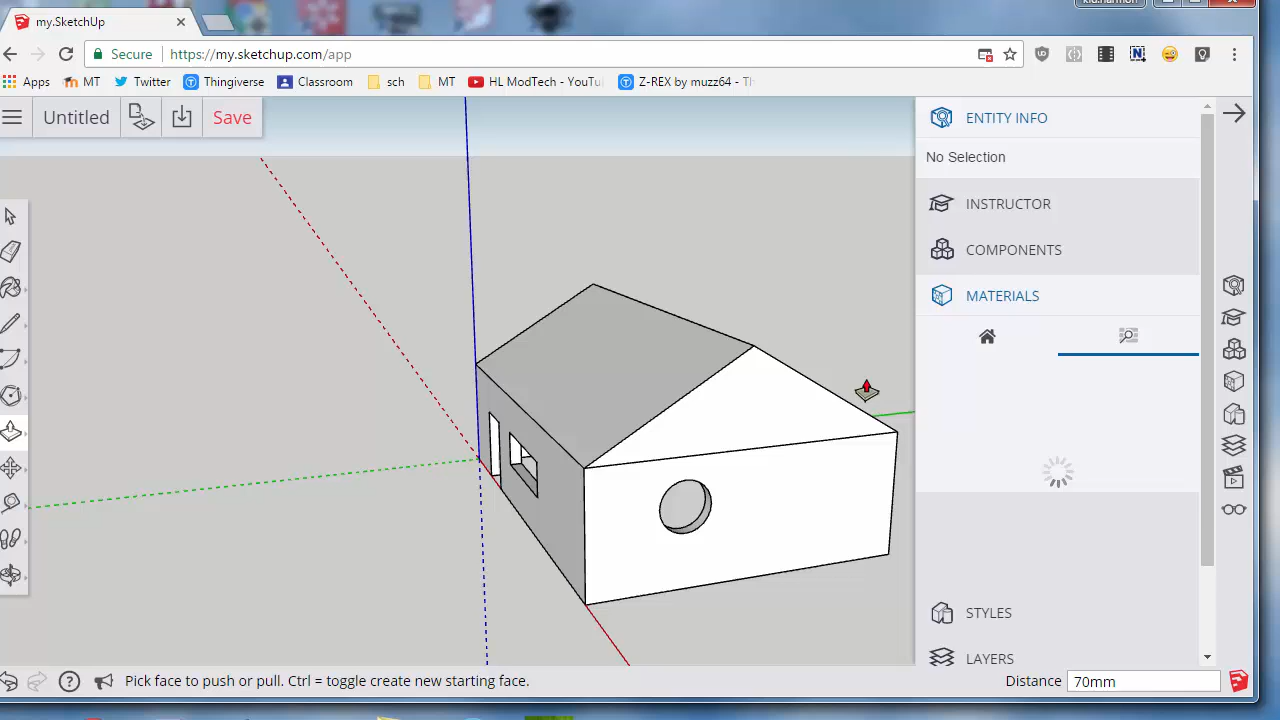 my.SketchUp
Secure https://my.sketchup.com/app
Apps MT Twitter Thingiverse Classroom sch MT HL ModTech - YouTu Z-REX by muzz64 - Th
Untitled Save
ENTITY INFO
No Selection
INSTRUCTOR
COMPONENTS
MATERIALS
STYLES
LAYERS
Pick face to push or pull. Ctrl = toggle create new starting face.
Distance 70mm